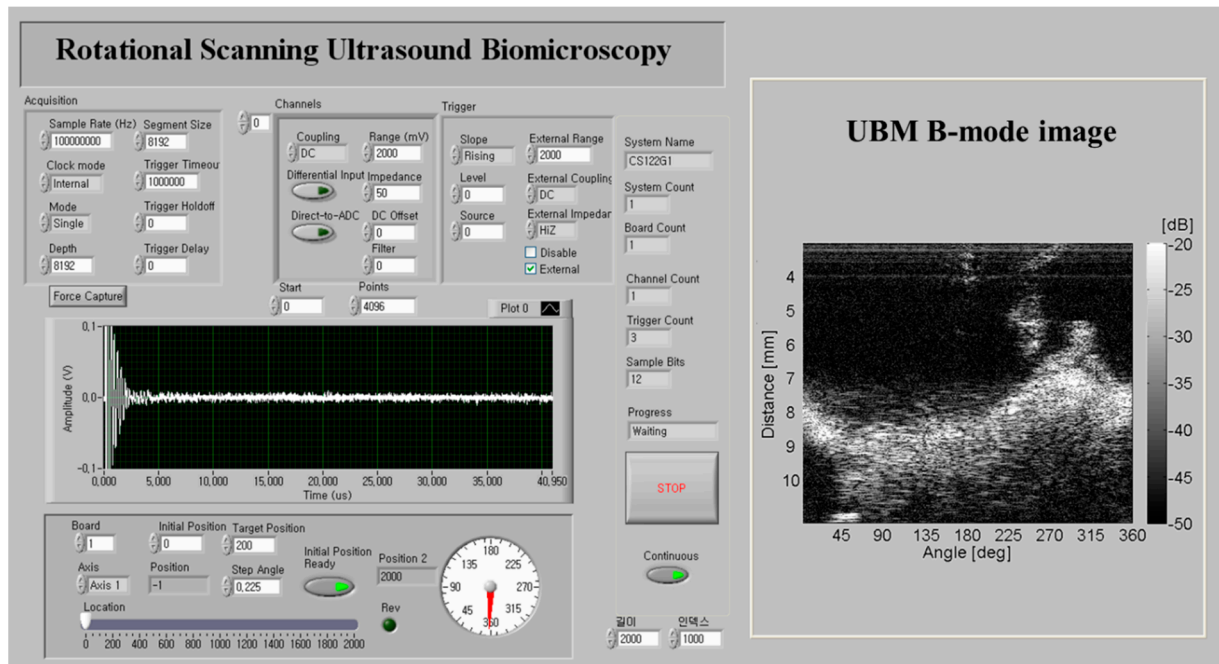 Rotational Scanning Ultrasound Biomicroscopy
Acquisition
Sample Rate (Hz) Segment Size
100000000 8192
Clock mode Trigger Timeou
Internal 1000000
Mode Trigger Holdoff
Single 0
Depth Trigger Delay
8192 0
Force Capture
0
Channels
Coupling Range (mV)
DC 2000
Differential Input Impedance
50
Direct-to-ADC DC Offset
0
Filter
0
Trigger
Slope External Range
Rising 2000
Level External Coupling
0 DC
Source External Impedar
0 HiZ
Disable
External
Start Points
0 4096
Plot 0
Amplitude (V)
0,1
0,0
-0,1
0,000 5,000 10,000 15,000 20,000 25,000 30,000 35,000 40,950
Time (us)
System Name
CS122G1
System Count
1
Board Count
1
Channel Count
1
Trigger Count
3
Sample Bits
12
Progress
Waiting
STOP
Continuous
길이 인덱스
2000 1000
Board Initial Position Target Position
1 0 200
Axis Position Step Angle
Axis 1 -1 0,225
Initial Position
Ready
Position 2
2000
Rev
Location
0 200 400 600 800 1000 1200 1400 1600 1800 2000
180
135 225
90 270
45 315
360
UBM B-mode image
[dB]
-20
-25
-30
-35
-40
-45
-50
Distance [mm]
4
5
6
7
8
9
10
45 90 135 180 225 270 315 360
Angle [deg]